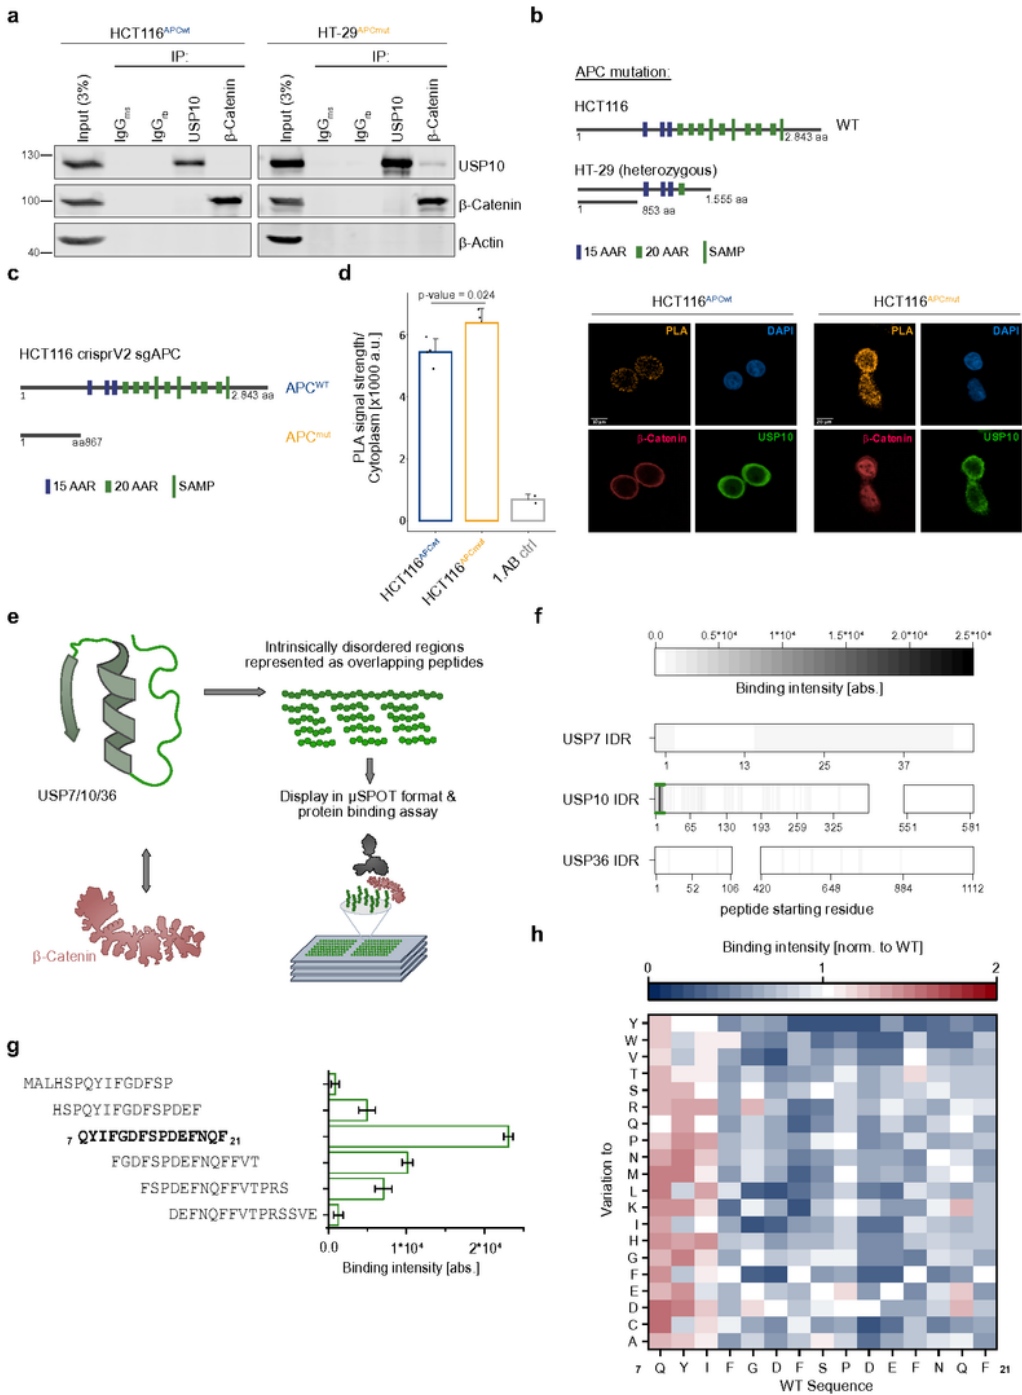 a
HCT116APCwt
HT-29APCmut
IP:
IP:
Input (3%)
IgGms
IgGrb
USP10
β-Catenin
Input (3%)
IgGms
IgGrb
USP10
β-Catenin
130
USP10
100
β-Catenin
40
β-Actin
b
APC mutation:
HCT116
WT
1
2.843 aa
HT-29 (heterozygous)
1.555 aa
1
853 aa
15 AAR
20 AAR
SAMP
c
HCT116 crisprV2 sgAPC
1
2.843 aa
APCWT
1
aa867
APCmut
15 AAR
20 AAR
SAMP
d
p-value = 0.024
PLA signal strength/
Cytoplasm [x1000 a.u.]
6
4
2
0
HCT116APCwt
HCT116APCmut
1.AB ctrl
HCT116APCwt
HCT116APCmut
PLA
DAPI
PLA
DAPI
β-Catenin
USP10
β-Catenin
USP10
e
Intrinsically disordered regions
represented as overlapping peptides
USP7/10/36
Display in µSPOT format &
protein binding assay
β-Catenin
f
0.0
0.5*10⁴
1*10⁴
1.5*10⁴
2.0*10⁴
2.5*10⁴
Binding intensity [abs.]
USP7 IDR
1
13
25
37
USP10 IDR
1
65
130
193
259
325
551
581
USP36 IDR
1
52
106
420
648
884
1112
peptide starting residue
g
MALHSPQYIFGDFSP
HSPQYIFGDFSPDEF
7 QYIFGDFSPDEFNQF 21
FGDFSPDEFNQFFVT
FSPDEFNQFFVTPRS
DEFNQFFVTPRSSVE
0.0
1*10⁴
2*10⁴
Binding intensity [abs.]
h
Binding intensity [norm. to WT]
0
1
2
Variation to
Y
W
V
T
S
R
Q
P
N
M
L
K
I
H
G
F
E
D
C
A
7 Q Y I F G D F S P D E F N Q F 21
WT Sequence